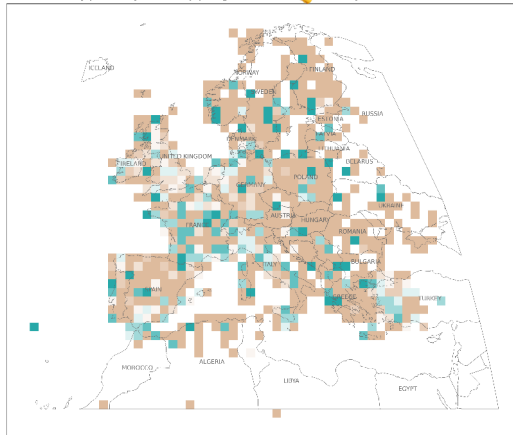 ICELAND
NORWAY
FINLAND
SWEDEN
RUSSIA
ESTONIA
LATVIA
DENMARK
LITHUANIA
UNITED KINGDOM
IRELAND
BELARUS
GERMANY
POLAND
UKRAINE
AUSTRIA
FRANCE
HUNGARY
ROMANIA
ITALY
BULGARIA
SPAIN
GREECE
TURKEY
MOROCCO
ALGERIA
LIBYA
EGYPT